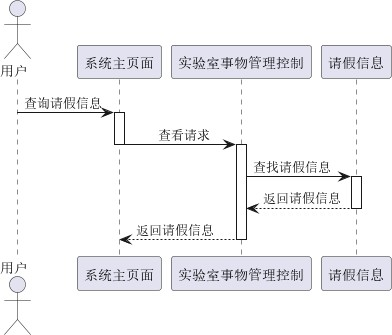 用户
系统主页面
实验室事物管理控制
请假信息
查询请假信息
查看请求
查找请假信息
返回请假信息
返回请假信息
用户
系统主页面
实验室事物管理控制
请假信息